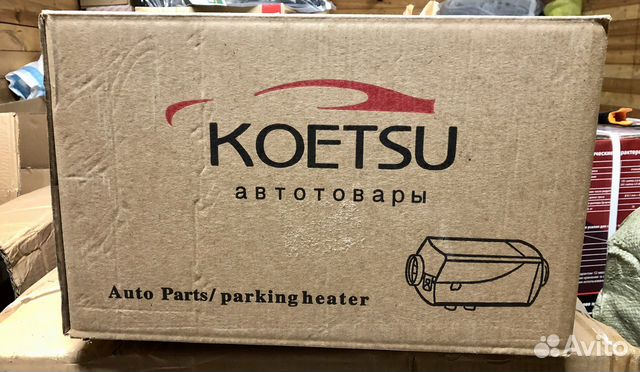 KOETSU
автотовары
Auto Parts/parking heater
Avito